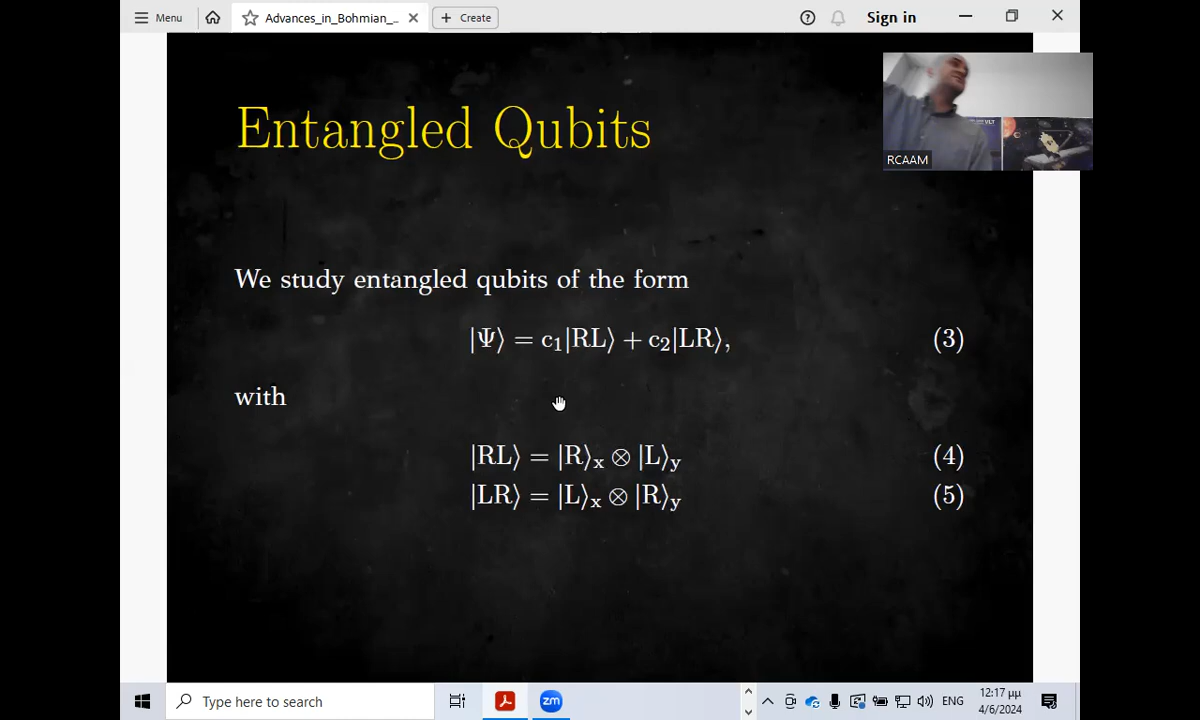 Menu
Advances_in_Bohmian_...
Create
Sign in
Entangled Qubits
RCAAM
We study entangled qubits of the form
|Ψ⟩ = c₁|RL⟩ + c₂|LR⟩, (3)
with
|RL⟩ = |R⟩ₓ ⊗ |L⟩ᵧ (4)
|LR⟩ = |L⟩ₓ ⊗ |R⟩ᵧ (5)
Type here to search
zm
ENG
12:17 μμ
4/6/2024